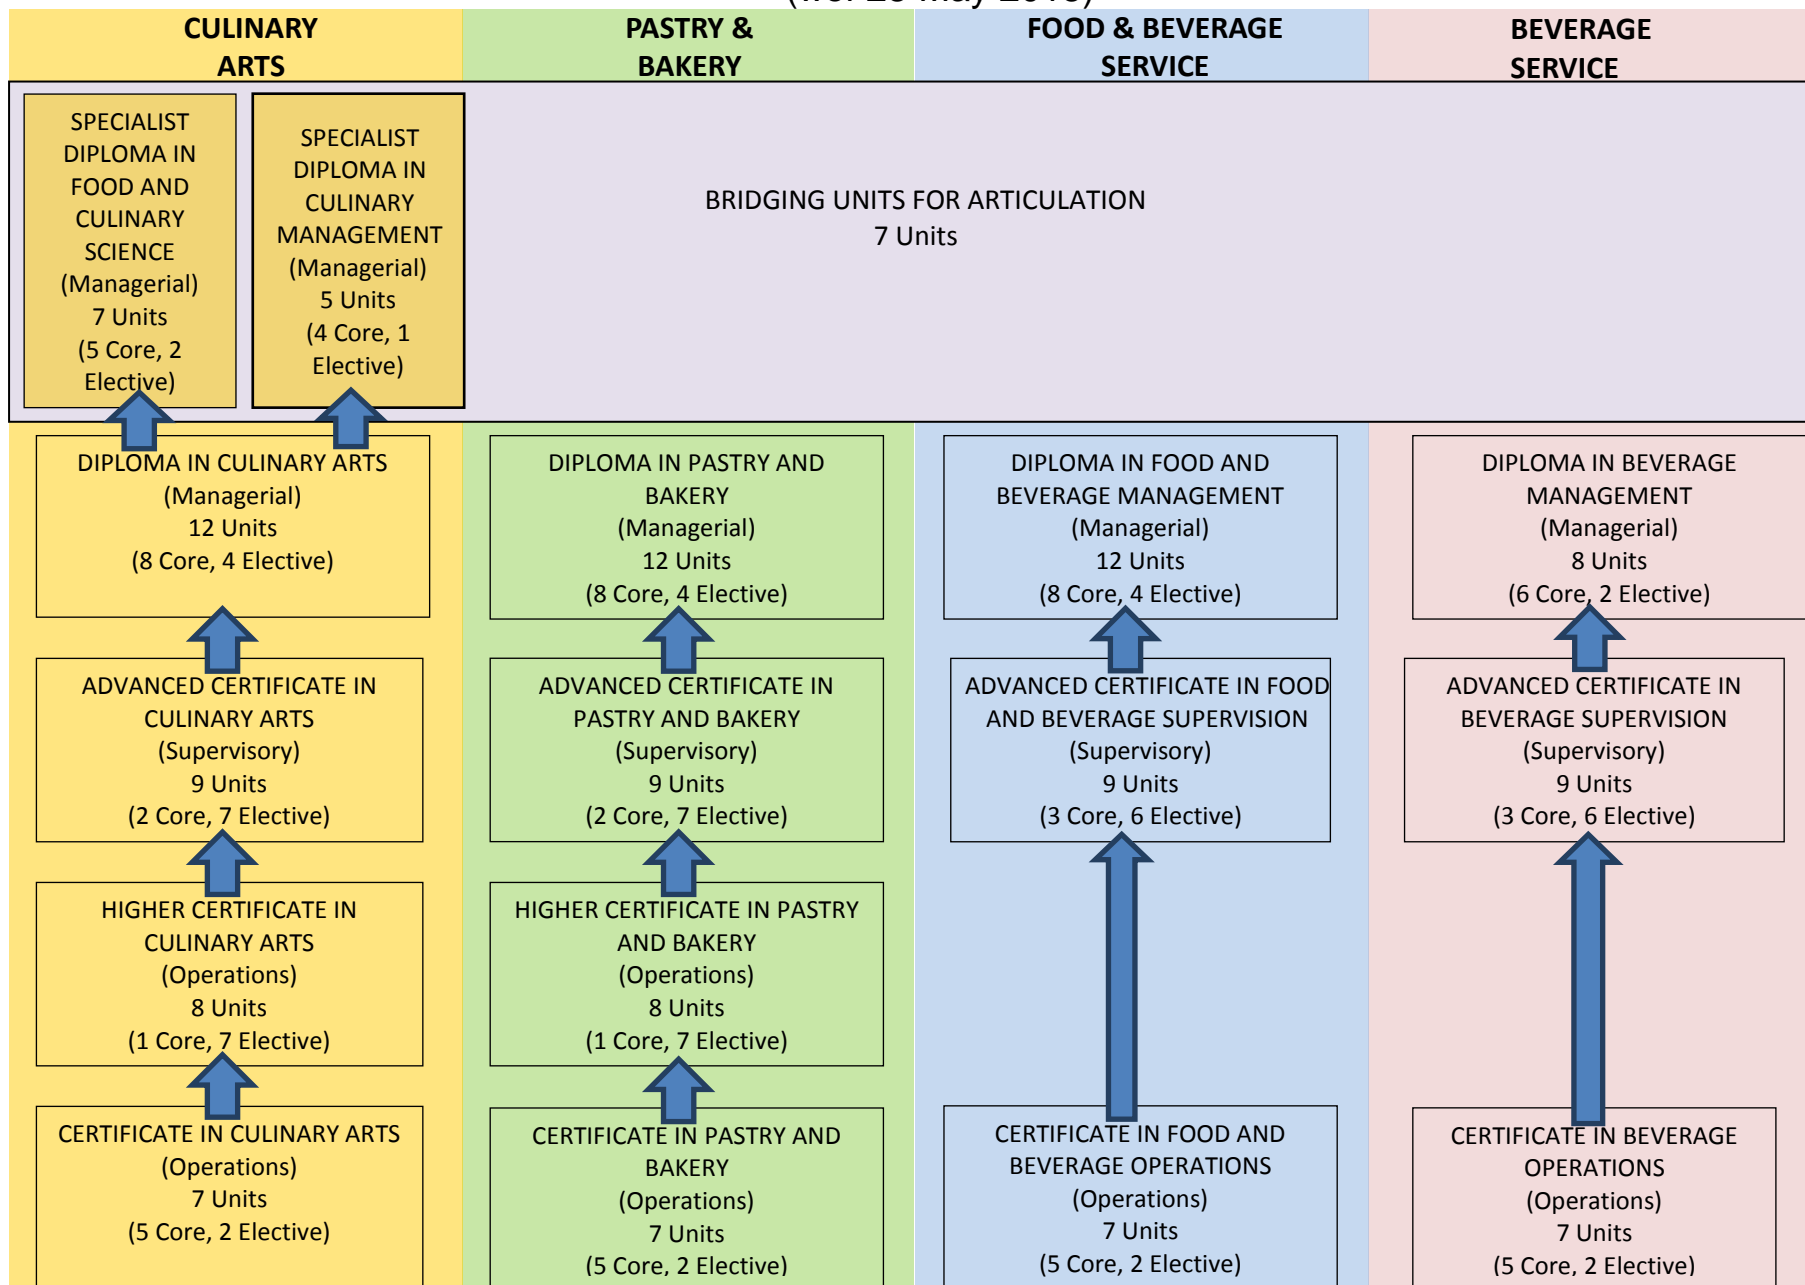 CULINARY
ARTS
PASTRY &
BAKERY
FOOD & BEVERAGE
SERVICE
BEVERAGE
SERVICE
SPECIALIST
DIPLOMA IN
FOOD AND
CULINARY
SCIENCE
(Managerial)
7 Units
(5 Core, 2
Elective)
SPECIALIST
DIPLOMA IN
CULINARY
MANAGEMENT
(Managerial)
5 Units
(4 Core, 1
Elective)
BRIDGING UNITS FOR ARTICULATION
7 Units
DIPLOMA IN CULINARY ARTS
(Managerial)
12 Units
(8 Core, 4 Elective)
DIPLOMA IN PASTRY AND
BAKERY
(Managerial)
12 Units
(8 Core, 4 Elective)
DIPLOMA IN FOOD AND
BEVERAGE MANAGEMENT
(Managerial)
12 Units
(8 Core, 4 Elective)
DIPLOMA IN BEVERAGE
MANAGEMENT
(Managerial)
8 Units
(6 Core, 2 Elective)
ADVANCED CERTIFICATE IN
CULINARY ARTS
(Supervisory)
9 Units
(2 Core, 7 Elective)
ADVANCED CERTIFICATE IN
PASTRY AND BAKERY
(Supervisory)
9 Units
(2 Core, 7 Elective)
ADVANCED CERTIFICATE IN FOOD
AND BEVERAGE SUPERVISION
(Supervisory)
9 Units
(3 Core, 6 Elective)
ADVANCED CERTIFICATE IN
BEVERAGE SUPERVISION
(Supervisory)
9 Units
(3 Core, 6 Elective)
HIGHER CERTIFICATE IN
CULINARY ARTS
(Operations)
8 Units
(1 Core, 7 Elective)
HIGHER CERTIFICATE IN PASTRY
AND BAKERY
(Operations)
8 Units
(1 Core, 7 Elective)
CERTIFICATE IN CULINARY ARTS
(Operations)
7 Units
(5 Core, 2 Elective)
CERTIFICATE IN PASTRY AND
BAKERY
(Operations)
7 Units
(5 Core, 2 Elective)
CERTIFICATE IN FOOD AND
BEVERAGE OPERATIONS
(Operations)
7 Units
(5 Core, 2 Elective)
CERTIFICATE IN BEVERAGE
OPERATIONS
(Operations)
7 Units
(5 Core, 2 Elective)